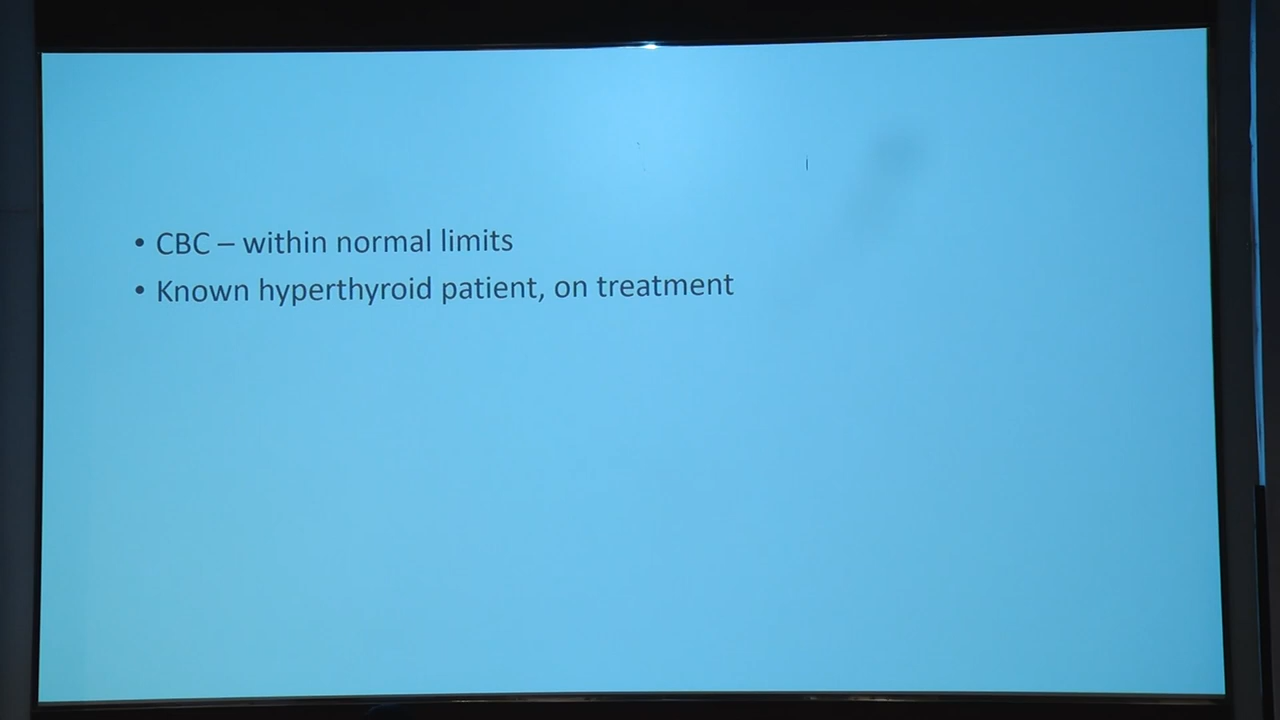 • CBC – within normal limits
• Known hyperthyroid patient, on treatment